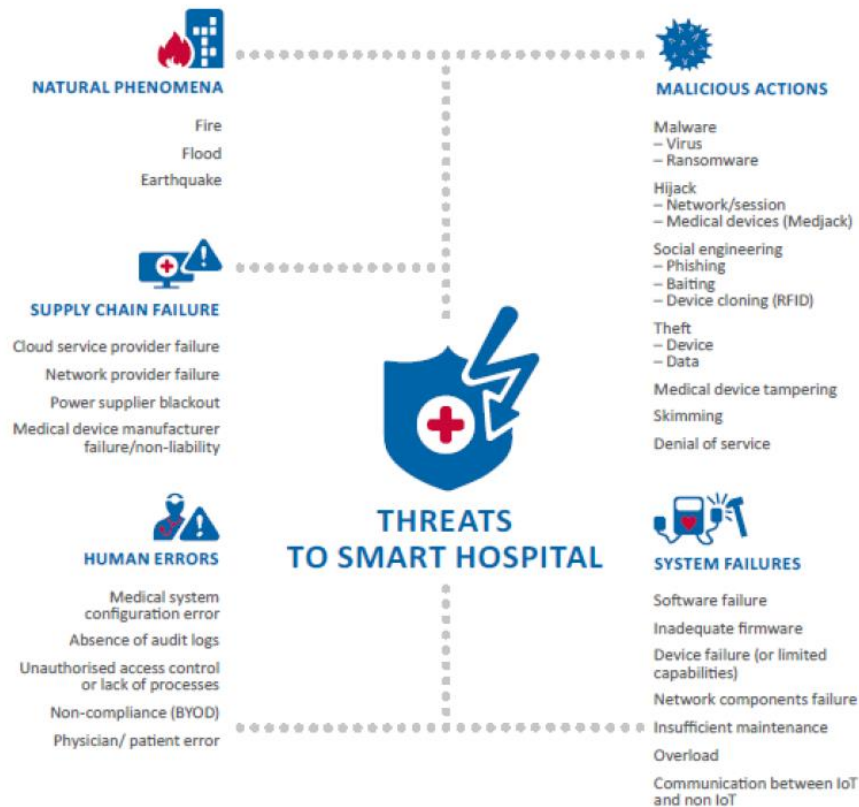 NATURAL PHENOMENA
Fire
Flood
Earthquake
SUPPLY CHAIN FAILURE
Cloud service provider failure
Network provider failure
Power supplier blackout
Medical device manufacturer
failure/non-liability
HUMAN ERRORS
Medical system
configuration error
Absence of audit logs
Unauthorised access control
or lack of processes
Non-compliance (BYOD)
Physician/ patient error
THREATS
TO SMART HOSPITAL
MALICIOUS ACTIONS
Malware
– Virus
– Ransomware
Hijack
– Network/session
– Medical devices (Medjack)
Social engineering
– Phishing
– Baiting
– Device cloning (RFID)
Theft
– Device
– Data
Medical device tampering
Skimming
Denial of service
SYSTEM FAILURES
Software failure
Inadequate firmware
Device failure (or limited
capabilities)
Network components failure
Insufficient maintenance
Overload
Communication between IoT
and non IoT